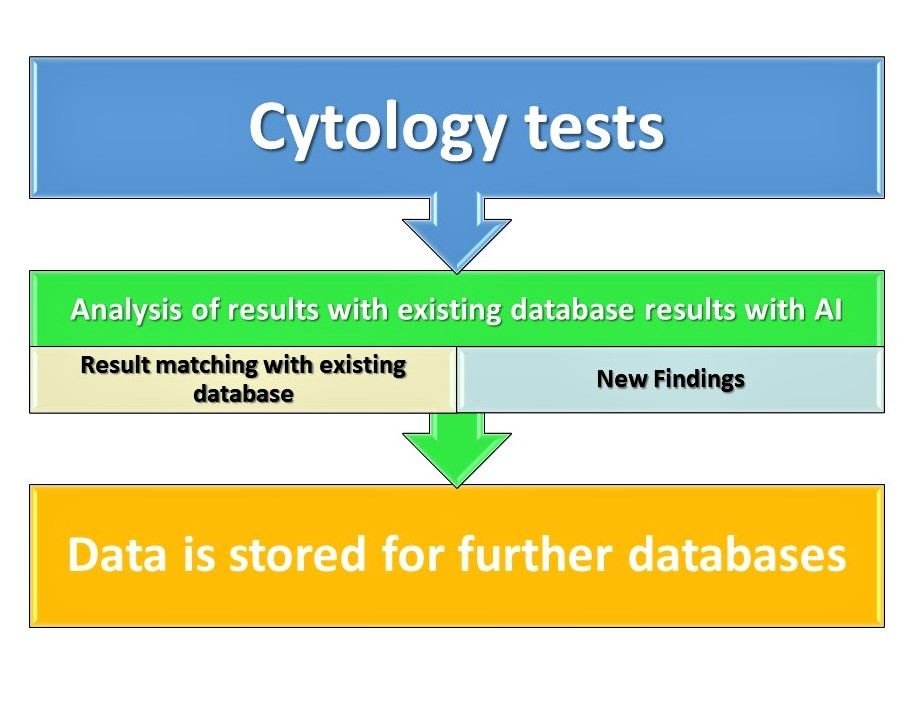 Cytology tests
Analysis of results with existing database results with AI
Result matching with existing
database
New Findings
Data is stored for further databases